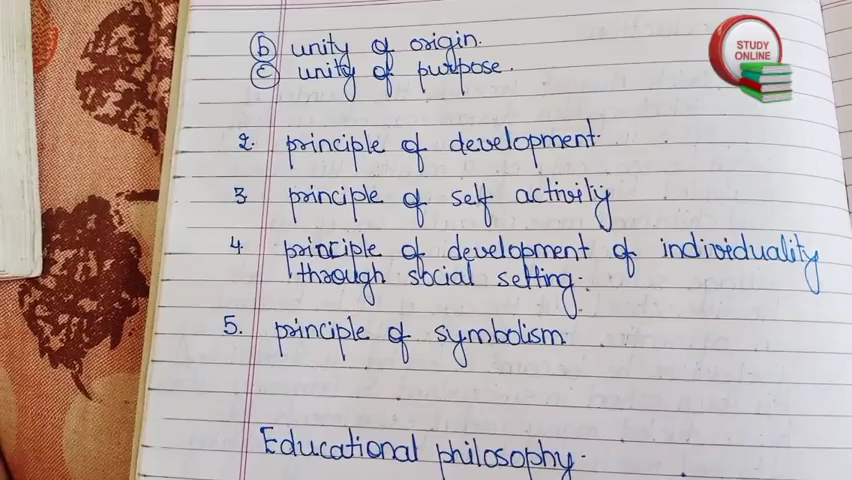 STUDY
ONLINE
b unity of origin.
c unity of purpose.
2. principle of development.
3 principle of self activity
4. principle of development of individuality
through social setting.
5. principle of symbolism
Educational philosophy.